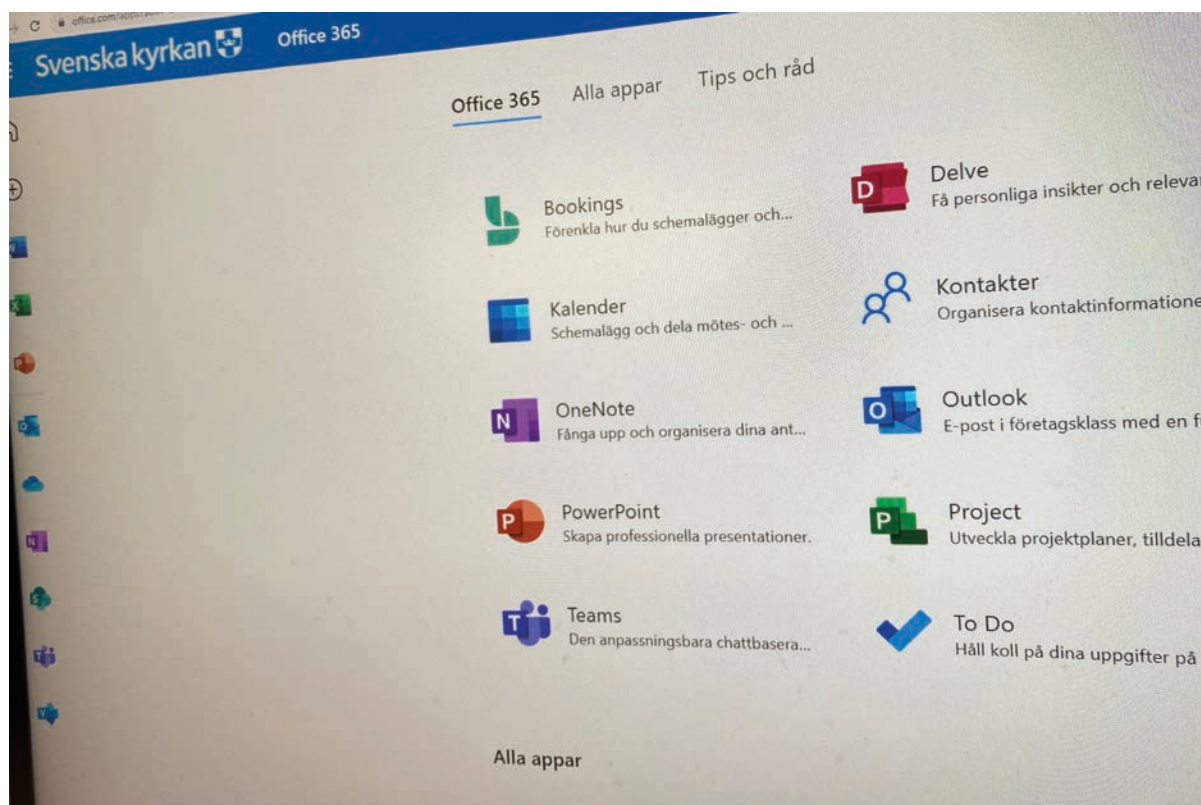 office.com/apps
Svenska kyrkan Office 365
Office 365 Alla appar Tips och råd
Bookings
Förenkla hur du schemalägger och...
Delve
Få personliga insikter och releva
Kalender
Schemalägg och dela mötes- och ...
Kontakter
Organisera kontaktinformatione
OneNote
Fånga upp och organisera dina ant...
Outlook
E-post i företagsklass med en f
PowerPoint
Skapa professionella presentationer.
Project
Utveckla projektplaner, tilldela
Teams
Den anpassningsbara chattbasera...
To Do
Håll koll på dina uppgifter på
Alla appar